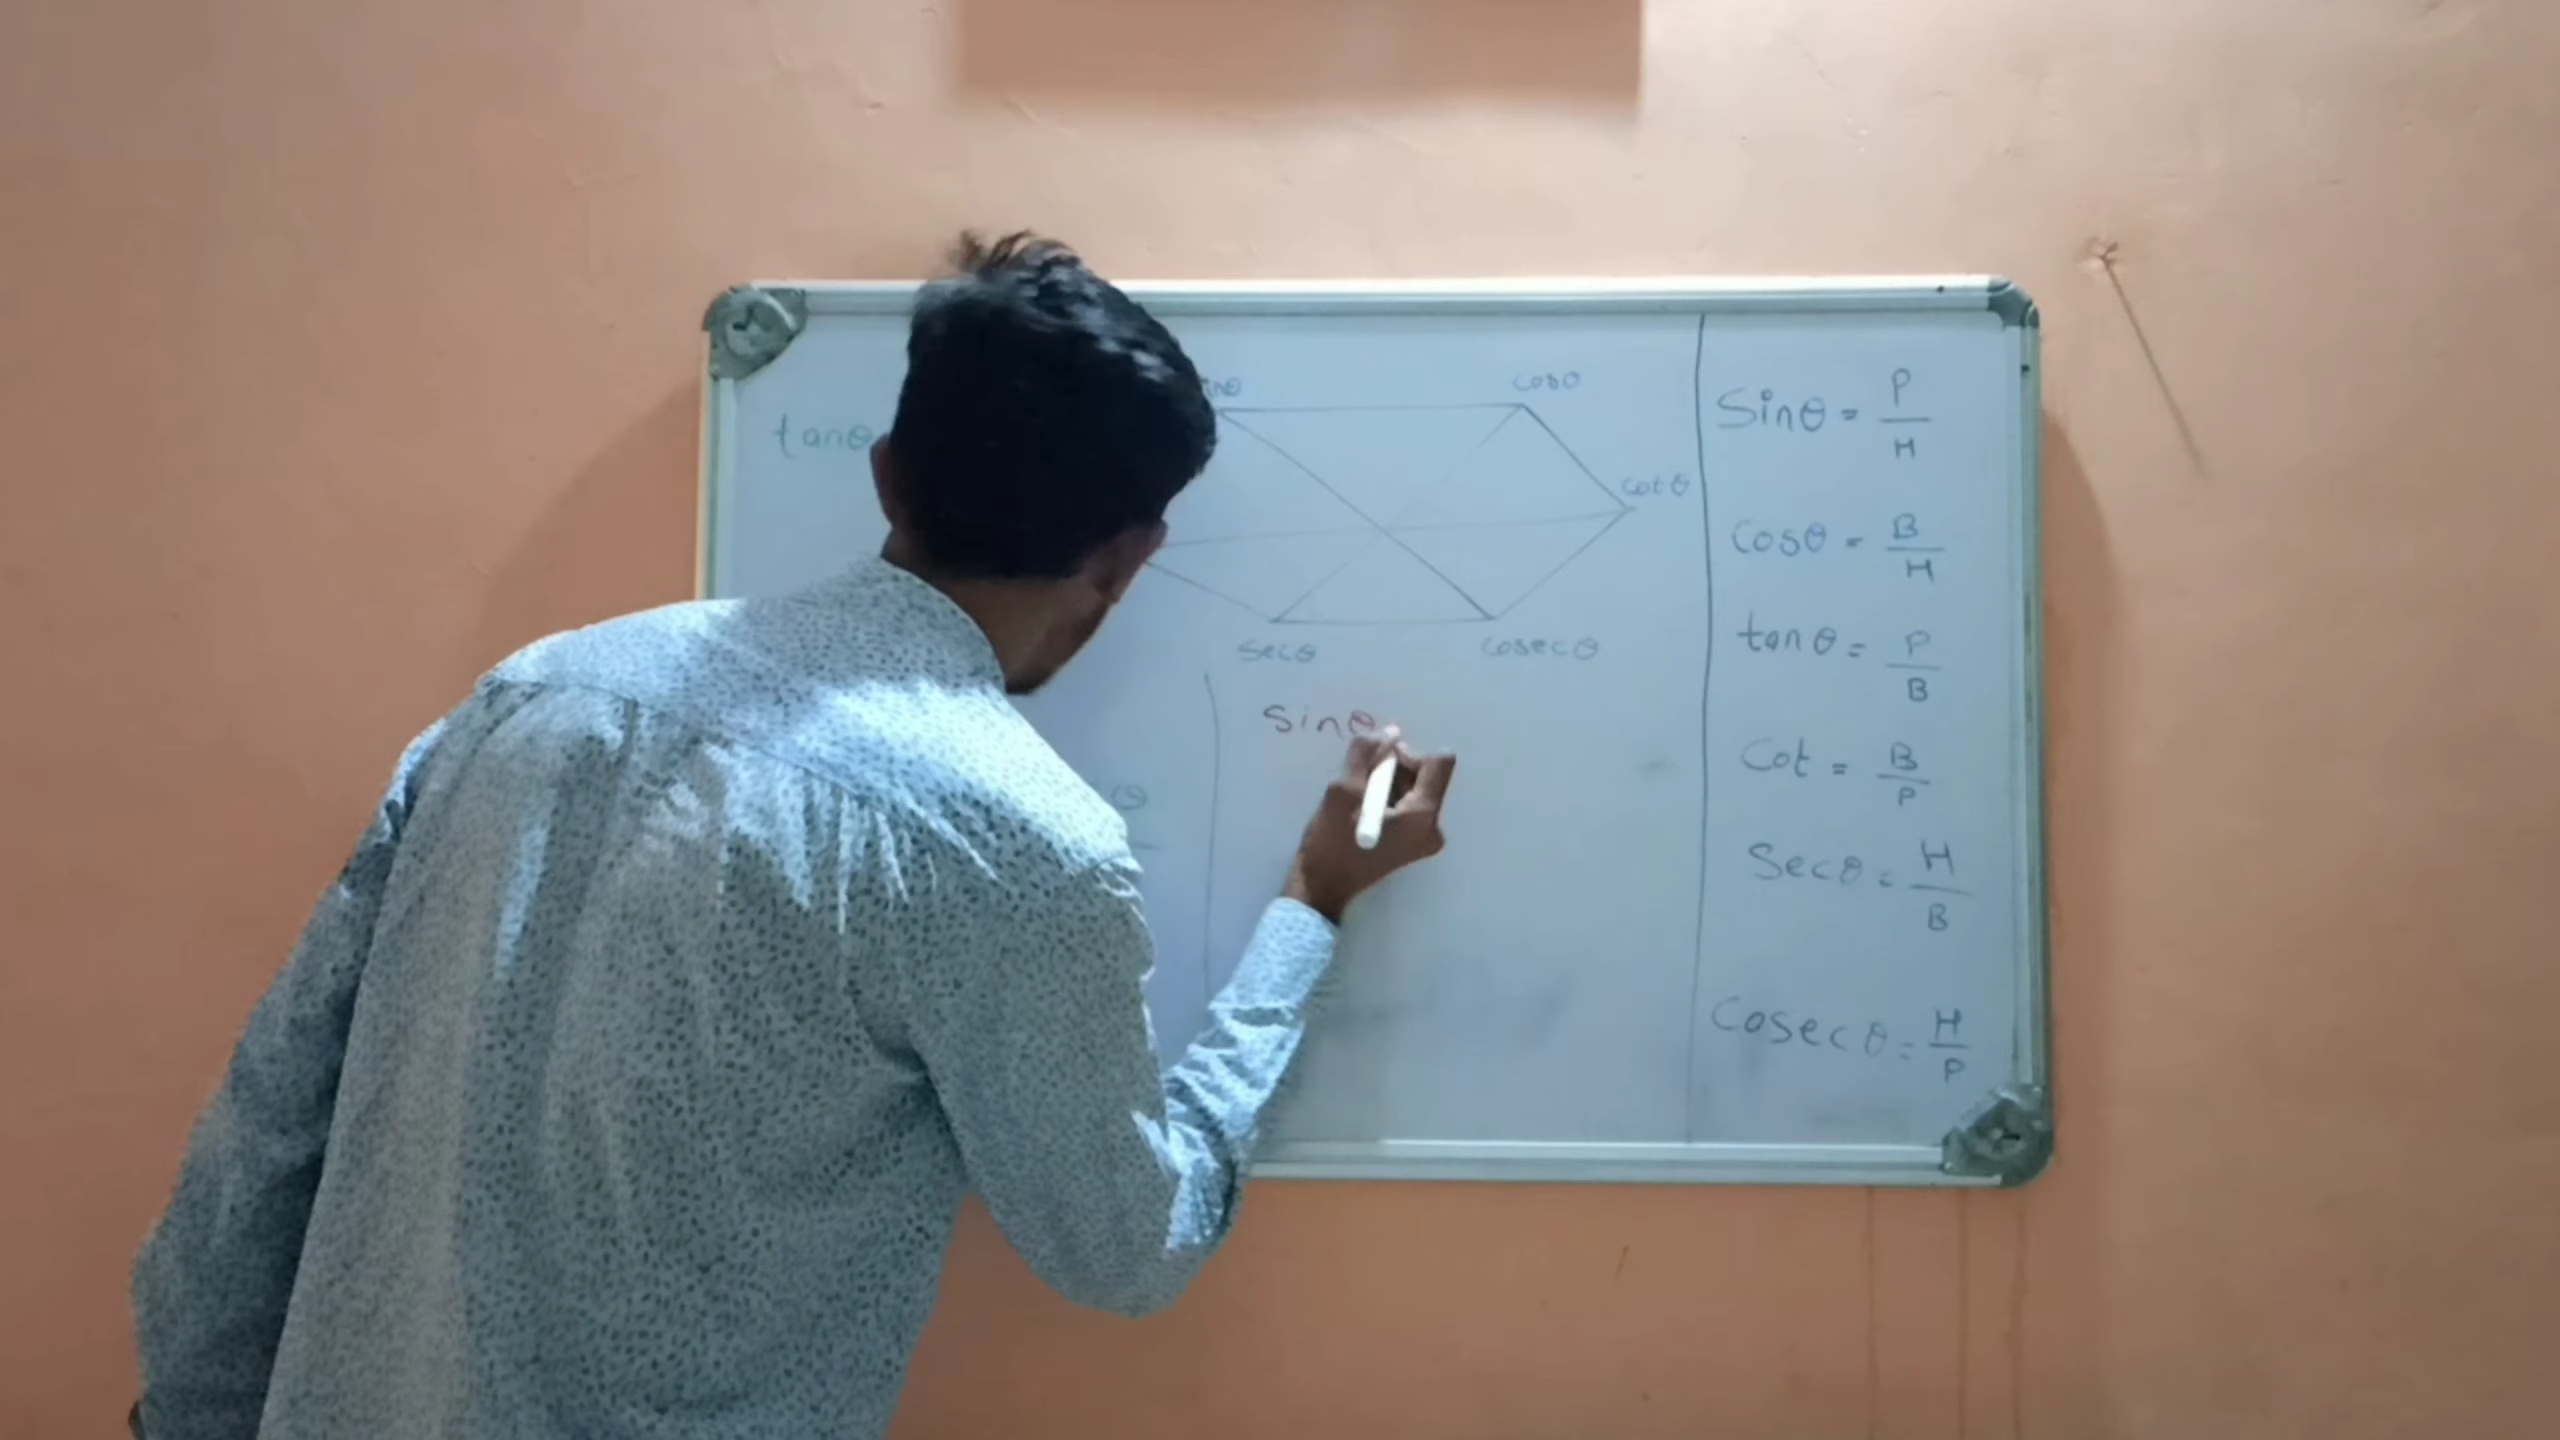 tanθ
cosθ
cotθ
secθ
cosecθ
sinθ
θ
Sinθ = P/H
Cosθ = B/H
tanθ = P/B
Cot = B/P
Secθ = H/B
Cosecθ = H/P